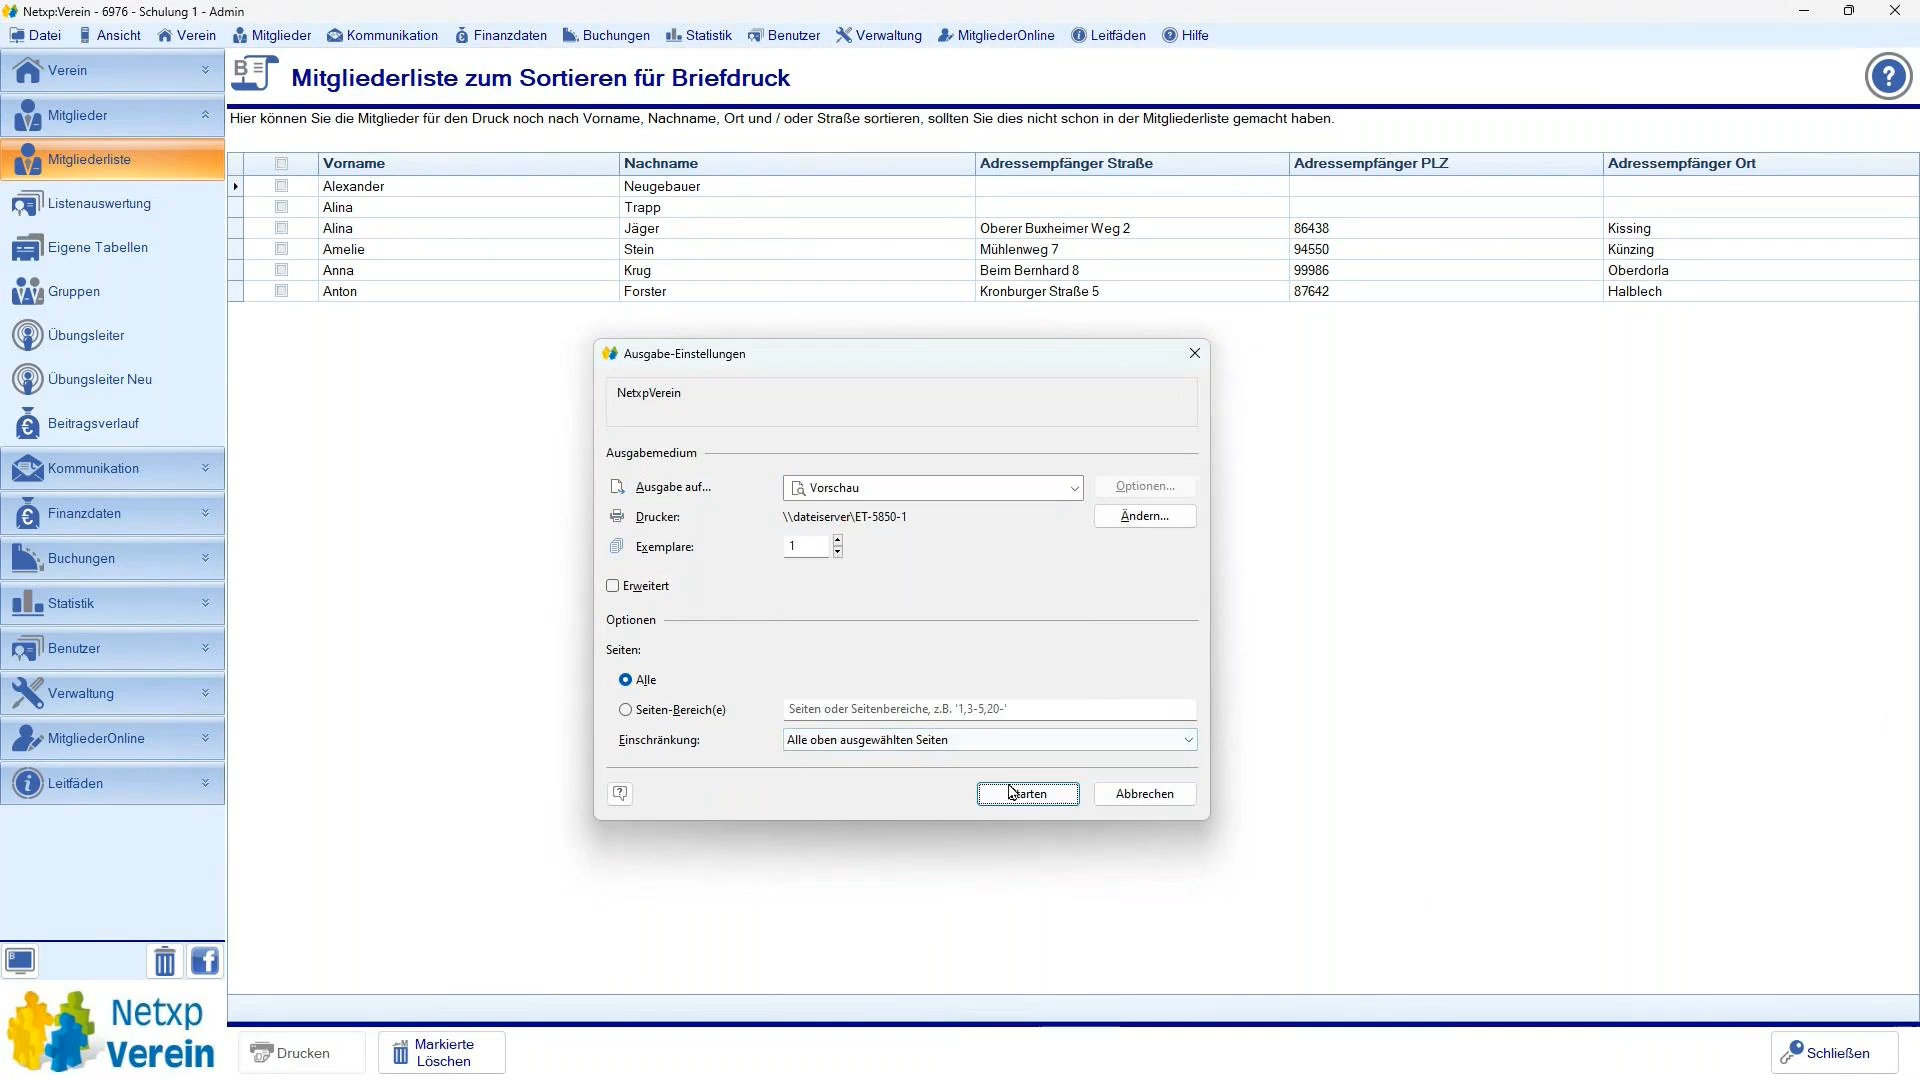 Netxp:Verein - 6976 - Schulung 1 - Admin
Datei Ansicht Verein Mitglieder Kommunikation Finanzdaten Buchungen Statistik Benutzer Verwaltung MitgliederOnline Leitfäden Hilfe
Verein
Mitglieder
Mitgliederliste
Listenauswertung
Eigene Tabellen
Gruppen
Übungsleiter
Übungsleiter Neu
Beitragsverlauf
Kommunikation
Finanzdaten
Buchungen
Statistik
Benutzer
Verwaltung
MitgliederOnline
Leitfäden
Netxp
Verein
Mitgliederliste zum Sortieren für Briefdruck
Hier können Sie die Mitglieder für den Druck noch nach Vorname, Nachname, Ort und / oder Straße sortieren, sollten Sie dies nicht schon in der Mitgliederliste gemacht haben.
Vorname Nachname Adressempfänger Straße Adressempfänger PLZ Adressempfänger Ort
Alexander Neugebauer
Alina Trapp
Alina Jäger Oberer Buxheimer Weg 2 86438 Kissing
Amelie Stein Mühlenweg 7 94550 Künzing
Anna Krug Beim Bernhard 8 99986 Oberdorla
Anton Forster Kronburger Straße 5 87642 Halblech
Ausgabe-Einstellungen
NetxpVerein
Ausgabemedium
Ausgabe auf... Vorschau Optionen...
Drucker: \\dateiserver\ET-5850-1 Ändern...
Exemplare: 1
Erweitert
Optionen
Seiten:
Alle
Seiten-Bereich(e) Seiten oder Seitenbereiche, z.B. '1,3-5,20-'
Einschränkung: Alle oben ausgewählten Seiten
arten Abbrechen
Drucken
Markierte
Löschen
Schließen